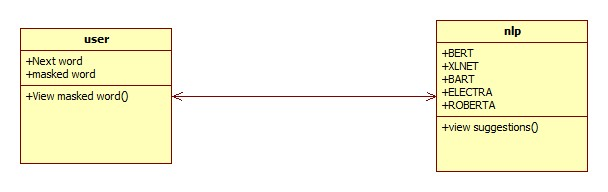 user
+Next word
+masked word
+View masked word()
nlp
+BERT
+XLNET
+BART
+ELECTRA
+ROBERTA
+view suggestions()